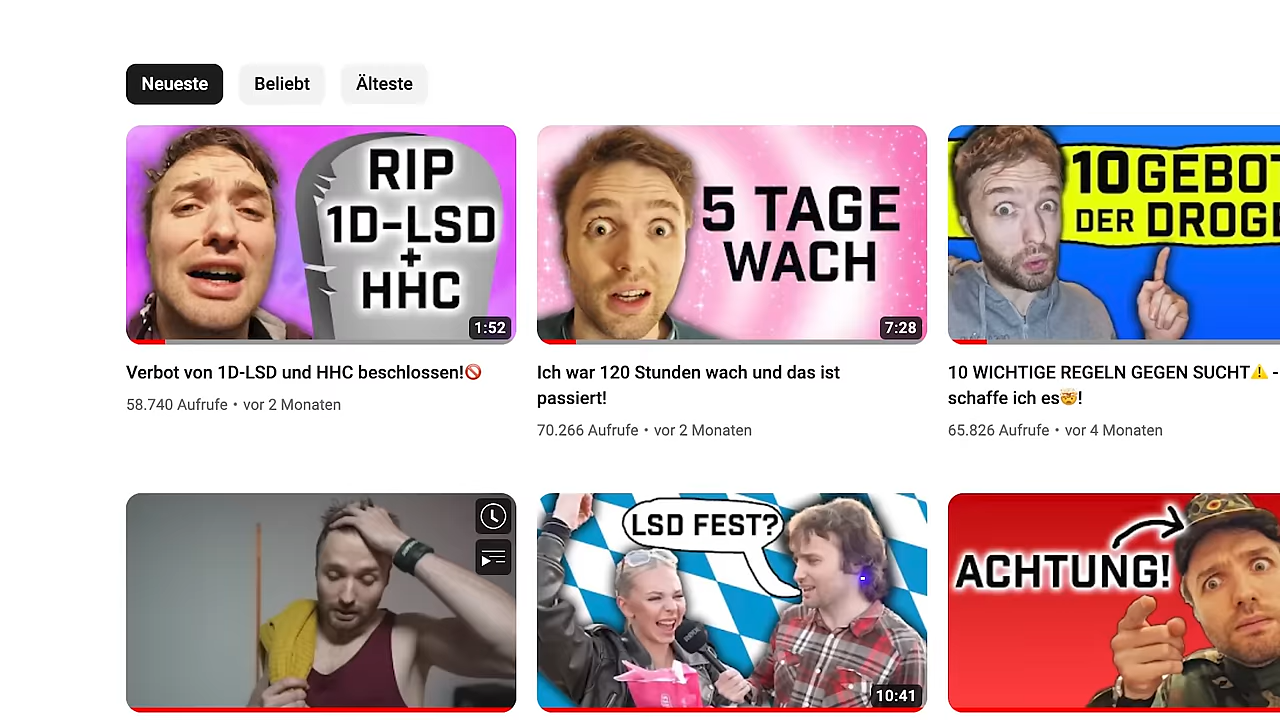 Neueste
Beliebt
Älteste
RIP
1D-LSD
+
HHC
1:52
5 TAGE
WACH
7:28
10 GEBOT
DER DROGE
Verbot von 1D-LSD und HHC beschlossen!🚫
58.740 Aufrufe • vor 2 Monaten
Ich war 120 Stunden wach und das ist
passiert!
70.266 Aufrufe • vor 2 Monaten
10 WICHTIGE REGELN GEGEN SUCHT⚠️ -
schaffe ich es🤯!
65.826 Aufrufe • vor 4 Monaten
LSD FEST?
10:41
ACHTUNG!